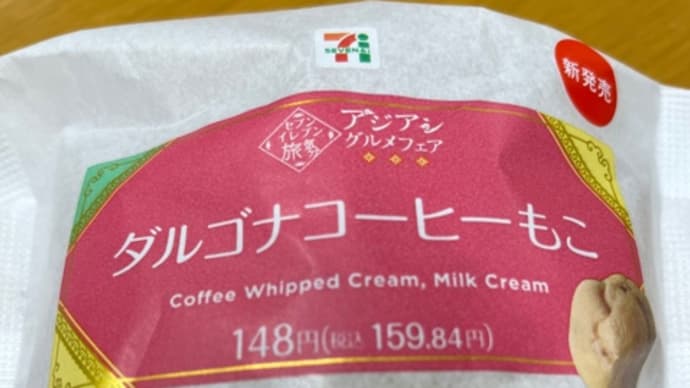 7i
SEVEN&i
新発売
セブン
イレブン
旅気分
アジアン
グルメフェア
ダルゴナコーヒーもこ
Coffee Whipped Cream, Milk Cream
148円(税込 159.84円)